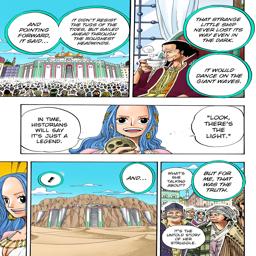 THAT STRANGE
LITTLE SHIP
NEVER LOST ITS
WAY EVEN IN
THE DARK.
IT WOULD
DANCE ON THE
GIANT WAVES.
IT DIDN'T RESIST
THE TUGS OF THE
TIDES, BUT SAILED
AHEAD THROUGH
THE ROUGHEST
HEADWINDS.
AND
POINTING
FORWARD,
IT SAID...
"LOOK,
THERE'S
THE
LIGHT."
IN TIME,
HISTORIANS
WILL SAY
IT'S JUST A
LEGEND.
BUT FOR
ME, THAT
WAS THE
TRUTH.
WHAT'S
SHE
TALKING
ABOUT?
IT'S THE
UNTOLD STORY
OF HER
STRUGGLE.
AND...
!